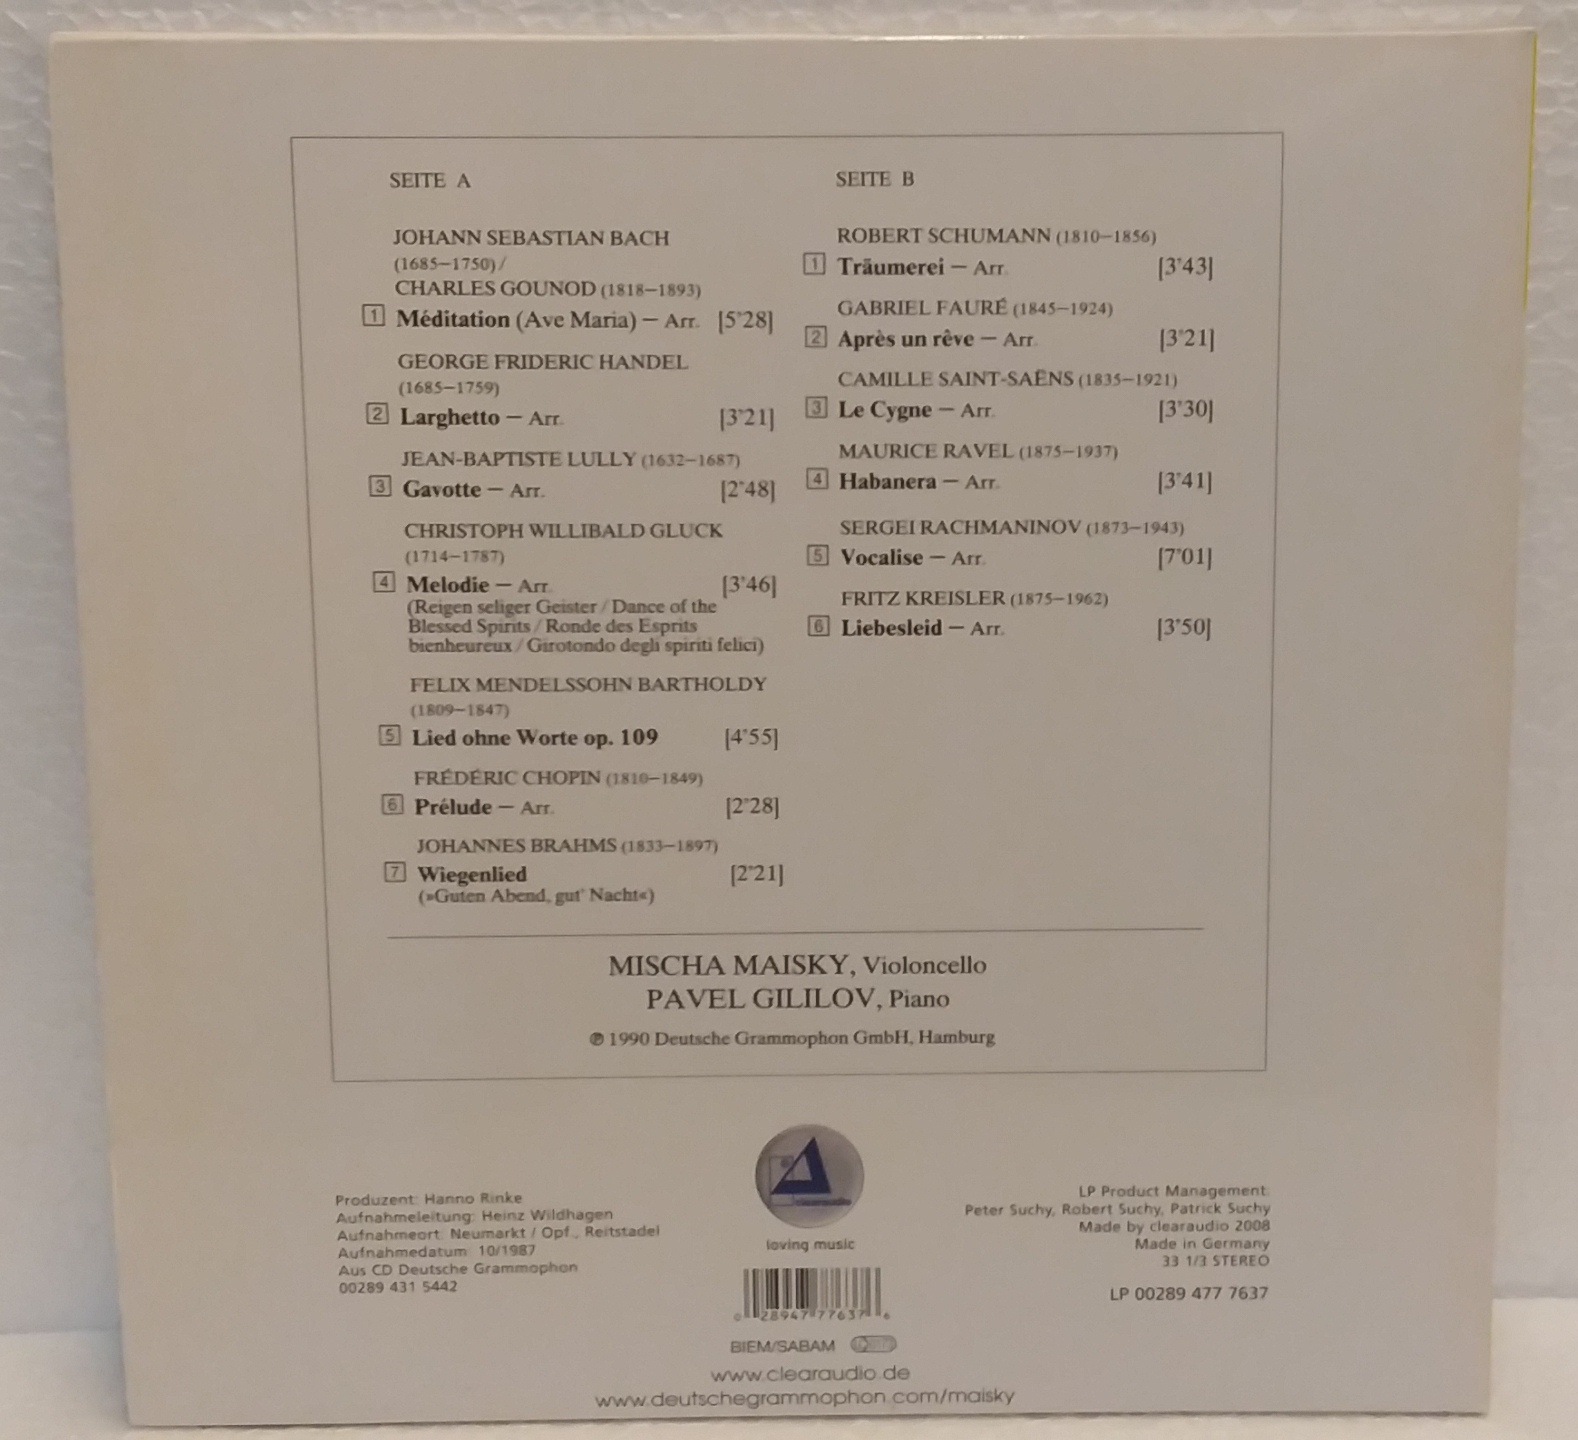 SEITE A
JOHANN SEBASTIAN BACH
(1685–1750)/
CHARLES GOUNOD (1818–1893)
1 Méditation (Ave Maria) – Arr. [5'28]
GEORGE FRIDERIC HANDEL
(1685–1759)
2 Larghetto – Arr. [3'21]
JEAN-BAPTISTE LULLY (1632–1687)
3 Gavotte – Arr. [2'48]
CHRISTOPH WILLIBALD GLUCK
(1714–1787)
4 Melodie – Arr. [3'46]
(Reigen seliger Geister / Dance of the
Blessed Spirits / Ronde des Esprits
bienheureux / Girotondo degli spiriti felici)
FELIX MENDELSSOHN BARTHOLDY
(1809–1847)
5 Lied ohne Worte op. 109 [4'55]
FRÉDÉRIC CHOPIN (1810–1849)
6 Prélude – Arr. [2'28]
JOHANNES BRAHMS (1833–1897)
7 Wiegenlied [2'21]
(»Guten Abend, gut' Nacht«)
SEITE B
ROBERT SCHUMANN (1810–1856)
1 Träumerei – Arr. [3'43]
GABRIEL FAURÉ (1845–1924)
2 Après un rêve – Arr. [3'21]
CAMILLE SAINT-SAËNS (1835–1921)
3 Le Cygne – Arr. [3'30]
MAURICE RAVEL (1875–1937)
4 Habanera – Arr. [3'41]
SERGEI RACHMANINOV (1873–1943)
5 Vocalise – Arr. [7'01]
FRITZ KREISLER (1875–1962)
6 Liebesleid – Arr. [3'50]
MISCHA MAISKY, Violoncello
PAVEL GILILOV, Piano
℗ 1990 Deutsche Grammophon GmbH, Hamburg
Produzent: Hanno Rinke
Aufnahmeleitung: Heinz Wildhagen
Aufnahmeort: Neumarkt / Opf., Reitstadel
Aufnahmedatum: 10/1987
Aus CD Deutsche Grammophon
00289 431 5442
clearaudio
loving music
0 28947 77637 6
BIEM/SABAM
www.clearaudio.de
www.deutschegrammophon.com/maisky
LP Product Management:
Peter Suchy, Robert Suchy, Patrick Suchy
Made by clearaudio 2008
Made in Germany
33 1/3 STEREO
LP 00289 477 7637